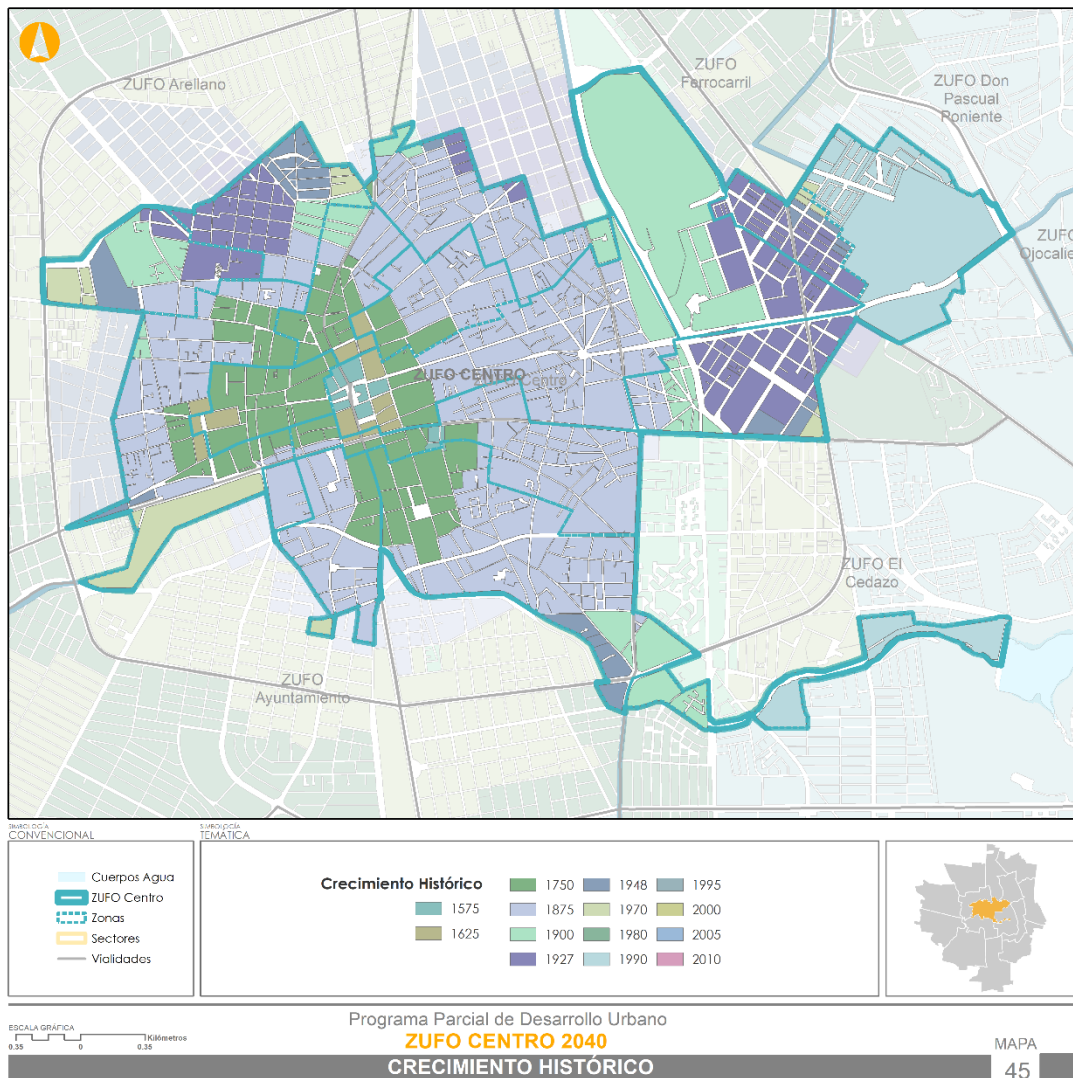 ZUFO Arellano
ZUFO
Ferrocarril
ZUFO Don
Pascual
Poniente
ZUFO
Ojocalie
ZUFO CENTRO
ZUFO Centro
ZUFO El
Cedazo
ZUFO
Ayuntamiento
SIMBOLOGÍA
CONVENCIONAL
SIMBOLOGÍA
TEMATICA
Cuerpos Agua
ZUFO Centro
Zonas
Sectores
Vialidades
Crecimiento Histórico
1575
1625
1750
1875
1900
1927
1948
1970
1980
1990
1995
2000
2005
2010
ESCALA GRÁFICA
Kilómetros
0.35 0 0.35
Programa Parcial de Desarrollo Urbano
ZUFO CENTRO 2040
CRECIMIENTO HISTÓRICO
MAPA
45